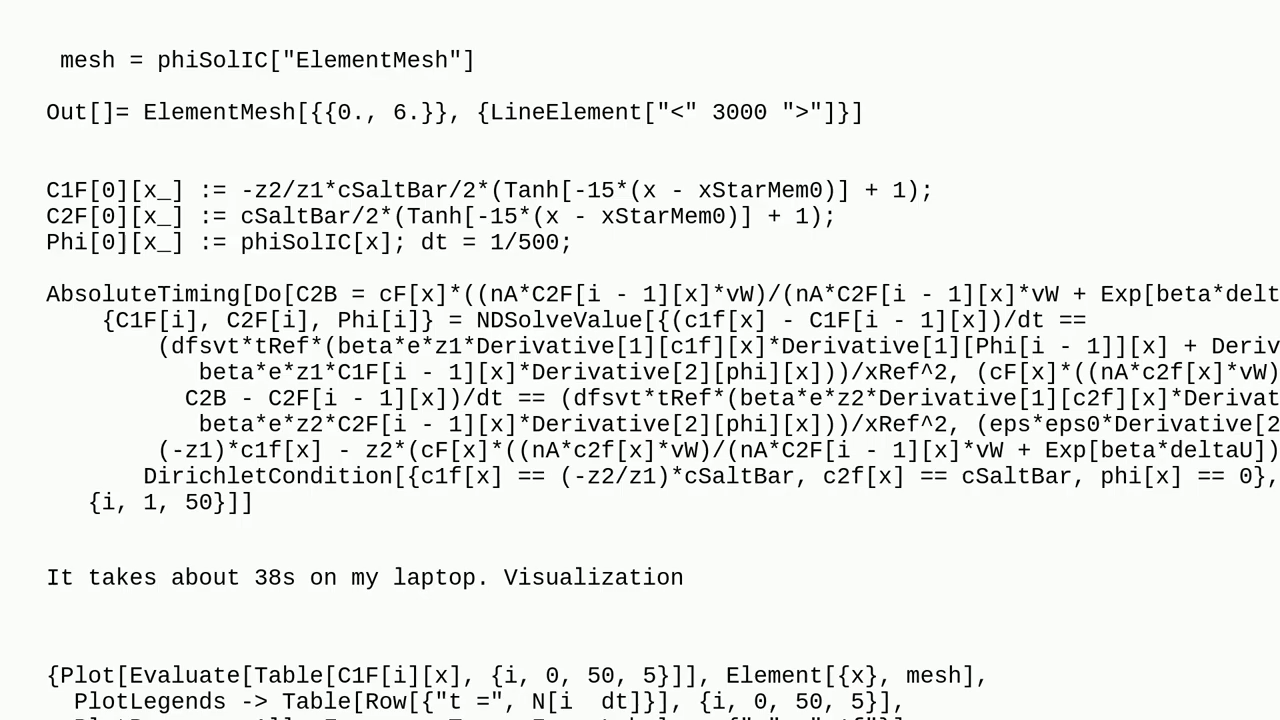 mesh = phiSolIC["ElementMesh"]
Out[]= ElementMesh[{{0., 6.}}, {LineElement["<" 3000 ">"]}]
C1F[0][x_] := -z2/z1*cSaltBar/2*(Tanh[-15*(x - xStarMem0)] + 1);
C2F[0][x_] := cSaltBar/2*(Tanh[-15*(x - xStarMem0)] + 1);
Phi[0][x_] := phiSolIC[x]; dt = 1/500;
AbsoluteTiming[Do[C2B = cF[x]*((nA*C2F[i - 1][x]*vW)/(nA*C2F[i - 1][x]*vW + Exp[beta*delt
{C1F[i], C2F[i], Phi[i]} = NDSolveValue[{(c1f[x] - C1F[i - 1][x])/dt ==
(dfsvt*tRef*(beta*e*z1*Derivative[1][c1f][x]*Derivative[1][Phi[i - 1]][x] + Deriv
beta*e*z1*C1F[i - 1][x]*Derivative[2][phi][x]))/xRef^2, (cF[x]*((nA*c2f[x]*vW)
C2B - C2F[i - 1][x])/dt == (dfsvt*tRef*(beta*e*z2*Derivative[1][c2f][x]*Derivat
beta*e*z2*C2F[i - 1][x]*Derivative[2][phi][x]))/xRef^2, (eps*eps0*Derivative[2
(-z1)*c1f[x] - z2*(cF[x]*((nA*c2f[x]*vW)/(nA*C2F[i - 1][x]*vW + Exp[beta*deltaU])
DirichletCondition[{c1f[x] == (-z2/z1)*cSaltBar, c2f[x] == cSaltBar, phi[x] == 0},
{i, 1, 50}]]
It takes about 38s on my laptop. Visualization
{Plot[Evaluate[Table[C1F[i][x], {i, 0, 50, 5}]], Element[{x}, mesh],
PlotLegends -> Table[Row[{"t =", N[i  dt]}], {i, 0, 50, 5}],